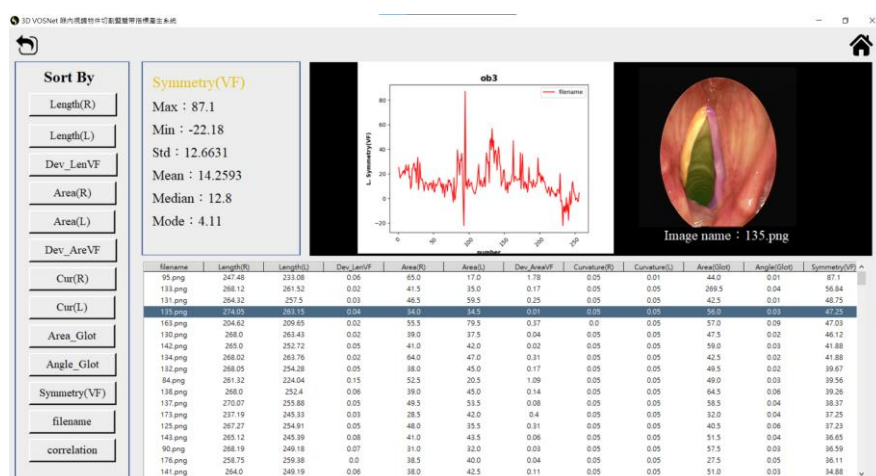 3D VOSNet 咽內視鏡物件切割暨聲帶指標產生系統
Sort By
Length(R)
Length(L)
Dev_LenVF
Area(R)
Area(L)
Dev_AreVF
Cur(R)
Cur(L)
Area_Glot
Angle_Glot
Symmetry(VF)
filename
correlation
Symmetry(VF)
Max：87.1
Min：-22.18
Std：12.6631
Mean：14.2593
Median：12.8
Mode：4.11
ob3
filename
L. Symmetry(VF)
80
60
40
20
0
-20
0 50 100 150 200 250
number
Image name：135.png
filename Length(R) Length(L) Dev_LenVF Area(R) Area(L) Dev_AreaVF Curvature(R) Curvature(L) Area(Glot) Angle(Glot) Symmetry(VF)
95.png 247.48 233.08 0.06 65.0 17.0 1.78 0.05 0.01 44.0 0.01 87.1
133.png 268.12 261.52 0.02 41.5 35.0 0.17 0.05 0.05 269.5 0.04 56.84
131.png 264.32 257.5 0.03 46.5 59.5 0.25 0.05 0.05 42.5 0.01 48.75
135.png 274.05 263.15 0.04 34.0 34.5 0.01 0.05 0.05 56.0 0.03 47.25
163.png 204.62 209.65 0.02 55.5 79.5 0.37 0.0 0.05 57.0 0.09 47.03
130.png 268.0 263.43 0.02 39.0 37.5 0.04 0.05 0.05 47.5 0.02 46.12
142.png 265.0 252.72 0.05 41.0 42.0 0.02 0.05 0.05 59.0 0.03 41.88
134.png 268.02 263.76 0.02 64.0 47.0 0.31 0.05 0.05 42.5 0.02 41.88
132.png 268.05 254.28 0.05 38.0 45.0 0.17 0.05 0.05 49.5 0.02 39.67
84.png 261.32 224.04 0.15 52.5 20.5 1.09 0.05 0.05 49.0 0.03 39.56
138.png 268.0 252.4 0.06 39.0 45.0 0.14 0.05 0.05 64.5 0.06 39.26
137.png 270.07 255.88 0.05 49.5 53.5 0.08 0.05 0.05 58.5 0.04 38.37
173.png 237.19 245.33 0.03 28.5 42.0 0.4 0.05 0.05 32.0 0.04 37.25
125.png 267.27 254.91 0.05 48.0 35.5 0.31 0.05 0.05 40.5 0.06 37.23
143.png 265.12 245.39 0.08 41.0 43.5 0.06 0.05 0.05 51.5 0.04 36.65
90.png 268.19 249.18 0.07 31.0 32.0 0.03 0.05 0.05 57.5 0.03 36.59
176.png 258.75 259.38 0.0 38.5 40.0 0.04 0.05 0.05 27.5 0.05 36.11
141.png 264.0 249.19 0.06 38.0 42.5 0.11 0.05 0.05 51.0 0.03 34.88